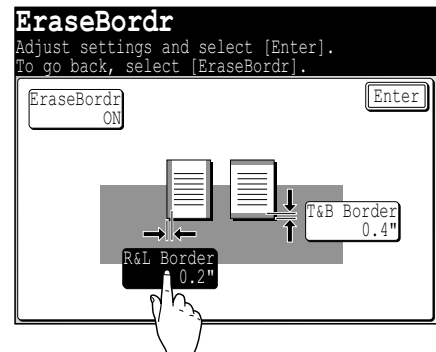 EraseBordr
Adjust settings and select [Enter].
To go back, select [EraseBordr].
EraseBordr
ON
Enter
T&B Border
0.4"
R&L Border
0.2"